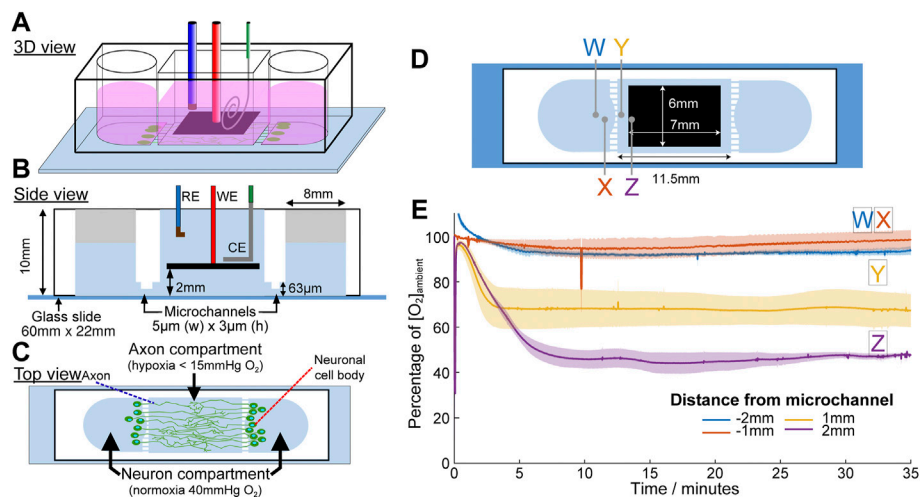 A
3D view
B
Side view
RE
WE
CE
8mm
10mm
2mm
63µm
Glass slide
60mm x 22mm
Microchannels
5µm (w) x 3µm (h)
C
Top view
Axon
Axon compartment
(hypoxia < 15mmHg O₂)
Neuronal
cell body
Neuron compartment
(normoxia 40mmHg O₂)
D
W
Y
6mm
7mm
X
Z
11.5mm
E
W X
Y
Z
Percentage of [O₂]ambient
100
80
60
40
20
0
0 5 10 15 20 25 30 35
Time / minutes
Distance from microchannel
-2mm 1mm
-1mm 2mm